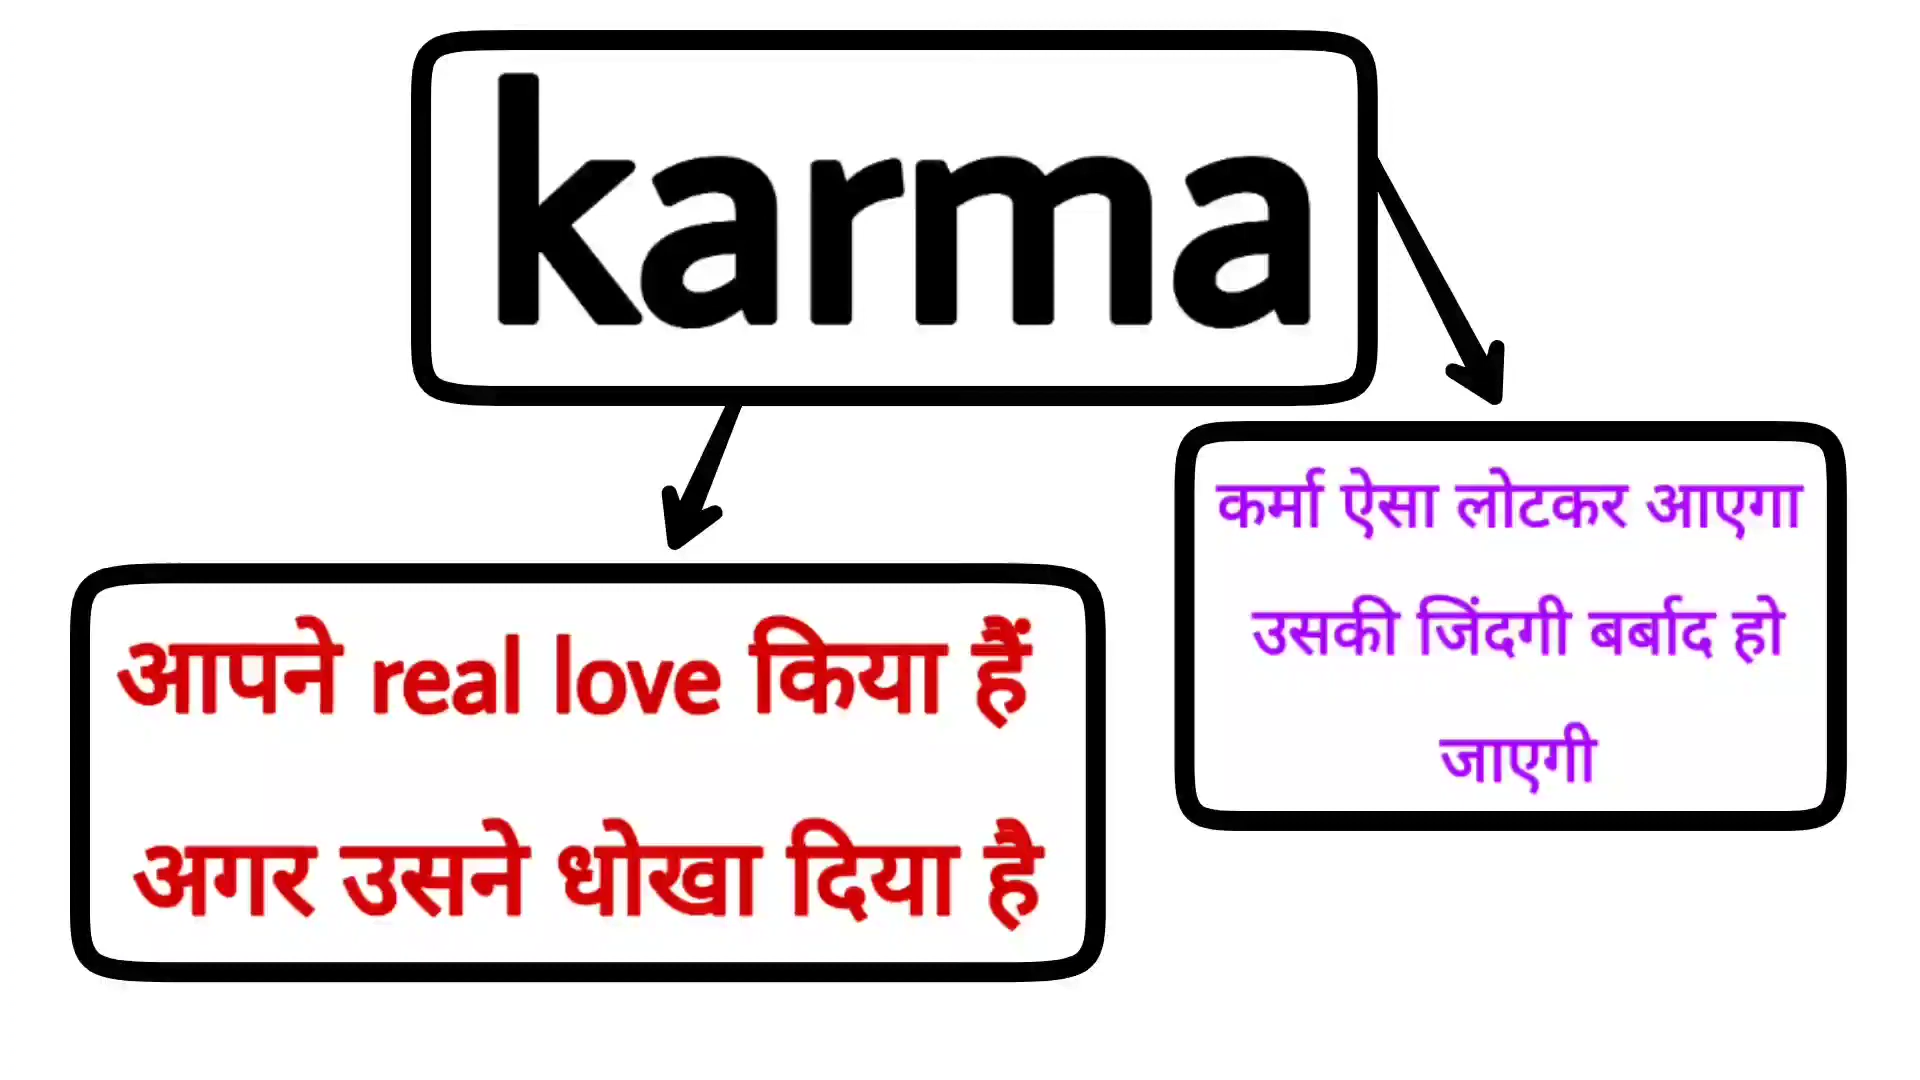 karma
आपने real love किया हैं
अगर उसने धोखा दिया है
कर्मा ऐसा लोटकर आएगा
उसकी जिंदगी बर्बाद हो
जाएगी